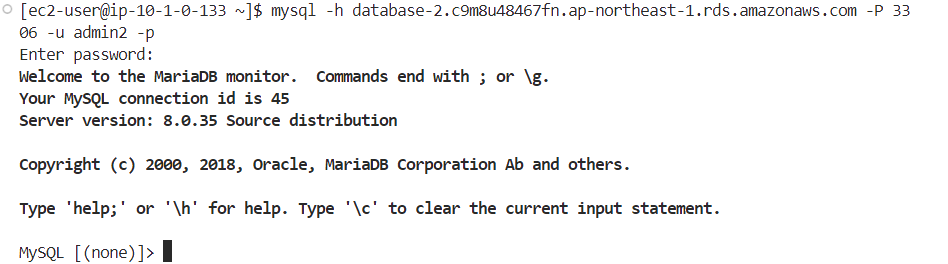 [ec2-user@ip-10-1-0-133 ~]$ mysql -h database-2.c9m8u48467fn.ap-northeast-1.rds.amazonaws.com -P 33
06 -u admin2 -p
Enter password:
Welcome to the MariaDB monitor.  Commands end with ; or \g.
Your MySQL connection id is 45
Server version: 8.0.35 Source distribution
Copyright (c) 2000, 2018, Oracle, MariaDB Corporation Ab and others.
Type 'help;' or '\h' for help. Type '\c' to clear the current input statement.
MySQL [(none)]>